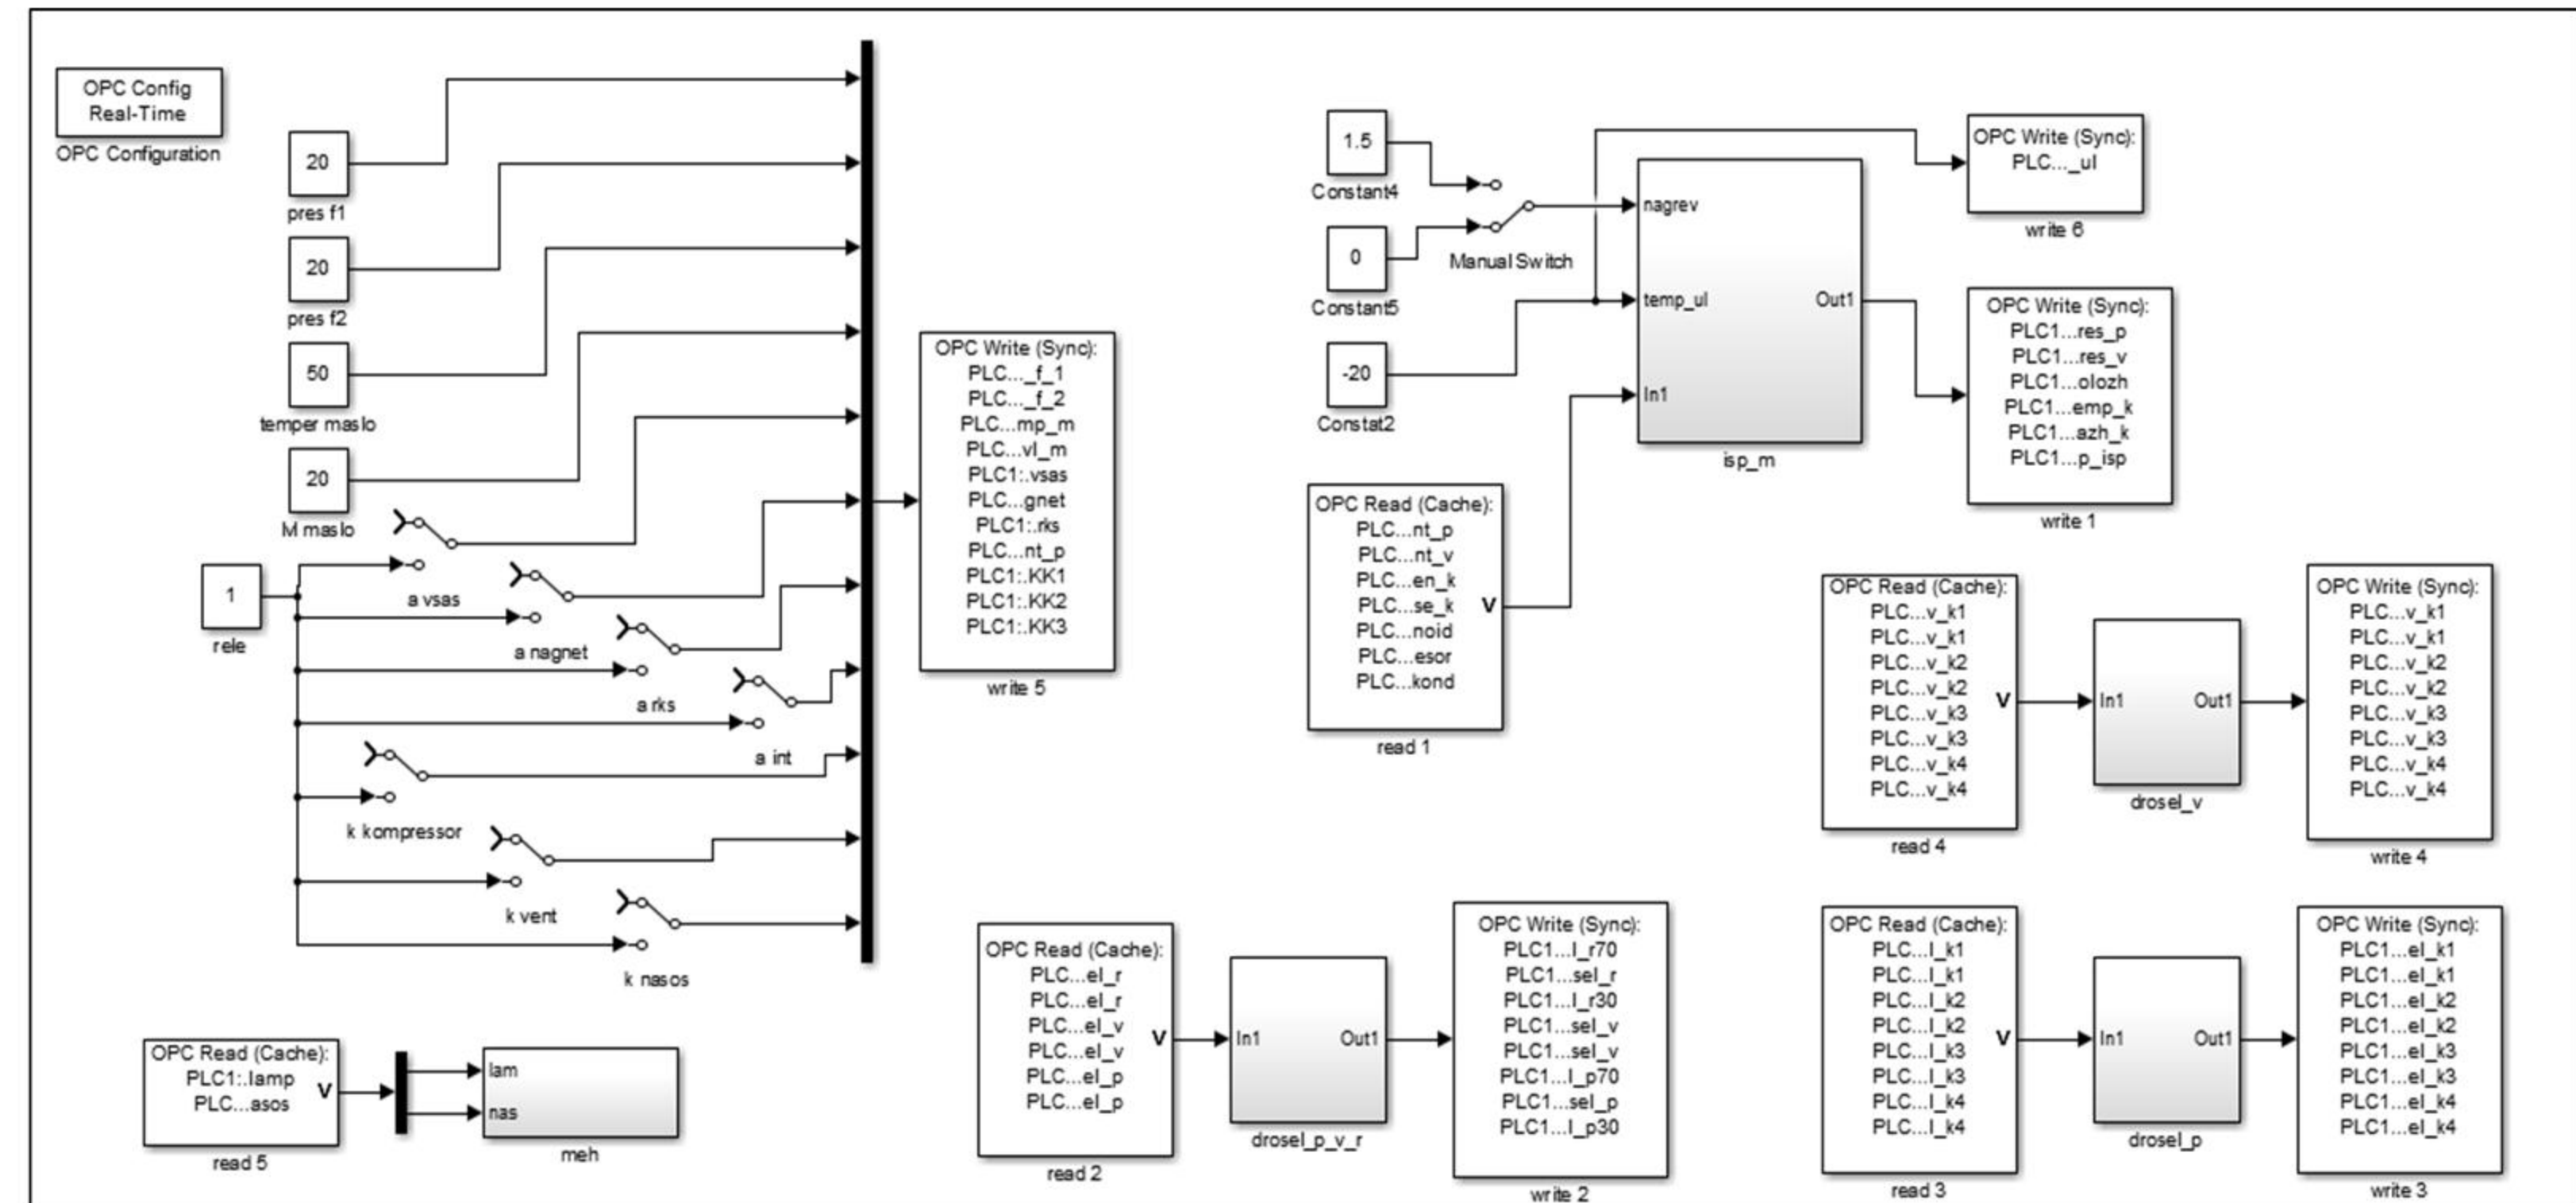 OPC Config
Real-Time
OPC Configuration
20
pres f1
20
pres f2
50
temper maslo
20
M maslo
1
rele
a vsas
a nagnet
a rks
a int
k kompressor
k vent
k nasos
OPC Write (Sync):
PLC..._f_1
PLC..._f_2
PLC...mp_m
PLC...vl_m
PLC1:.vsas
PLC...gnet
PLC1:.rks
PLC...nt_p
PLC1:.KK1
PLC1:.KK2
PLC1:.KK3
write 5
OPC Read (Cache):
PLC1:.lamp
PLC...asos
V
read 5
lam
nas
meh
1.5
Constant4
0
Constant5
Manual Switch
-20
Constat2
nagrev
temp_ul
In1
Out1
isp_m
OPC Write (Sync):
PLC..._ul
write 6
OPC Write (Sync):
PLC1...res_p
PLC1...res_v
PLC1...olozh
PLC1...emp_k
PLC1...azh_k
PLC1...p_isp
write 1
OPC Read (Cache):
PLC...nt_p
PLC...nt_v
PLC...en_k
PLC...se_k
PLC...noid
PLC...esor
PLC...kond
V
read 1
OPC Read (Cache):
PLC...v_k1
PLC...v_k1
PLC...v_k2
PLC...v_k2
PLC...v_k3
PLC...v_k3
PLC...v_k4
PLC...v_k4
V
read 4
In1
Out1
drosel_v
OPC Write (Sync):
PLC...v_k1
PLC...v_k1
PLC...v_k2
PLC...v_k2
PLC...v_k3
PLC...v_k3
PLC...v_k4
PLC...v_k4
write 4
OPC Read (Cache):
PLC...el_r
PLC...el_r
PLC...el_v
PLC...el_v
PLC...el_p
PLC...el_p
V
read 2
In1
Out1
drosel_p_v_r
OPC Write (Sync):
PLC1...l_r70
PLC1...sel_r
PLC1...l_r30
PLC1...sel_v
PLC1...sel_v
PLC1...l_p70
PLC1...sel_p
PLC1...l_p30
write 2
OPC Read (Cache):
PLC...l_k1
PLC...l_k1
PLC...l_k2
PLC...l_k2
PLC...l_k3
PLC...l_k3
PLC...l_k4
PLC...l_k4
V
read 3
In1
Out1
drosel_p
OPC Write (Sync):
PLC1...el_k1
PLC1...el_k1
PLC1...el_k2
PLC1...el_k2
PLC1...el_k3
PLC1...el_k3
PLC1...el_k4
PLC1...el_k4
write 3